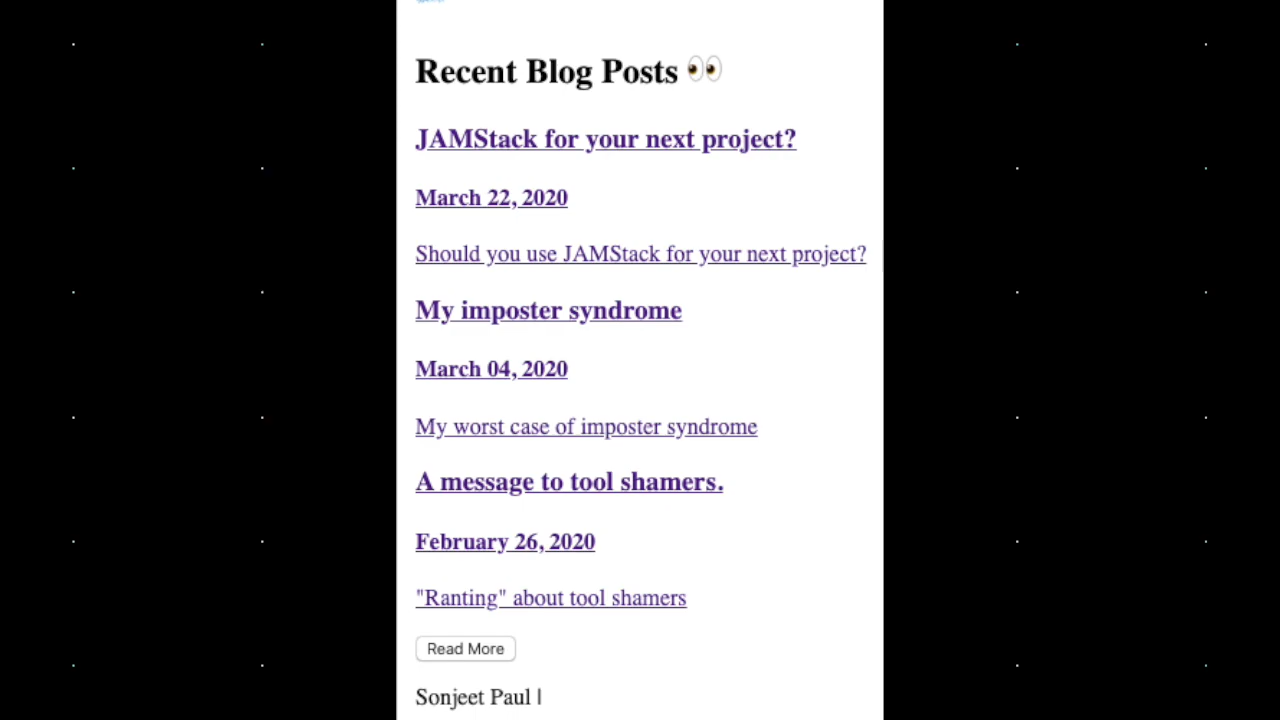 Recent Blog Posts 👀
JAMStack for your next project?
March 22, 2020
Should you use JAMStack for your next project?
My imposter syndrome
March 04, 2020
My worst case of imposter syndrome
A message to tool shamers.
February 26, 2020
"Ranting" about tool shamers
Read More
Sonjeet Paul |